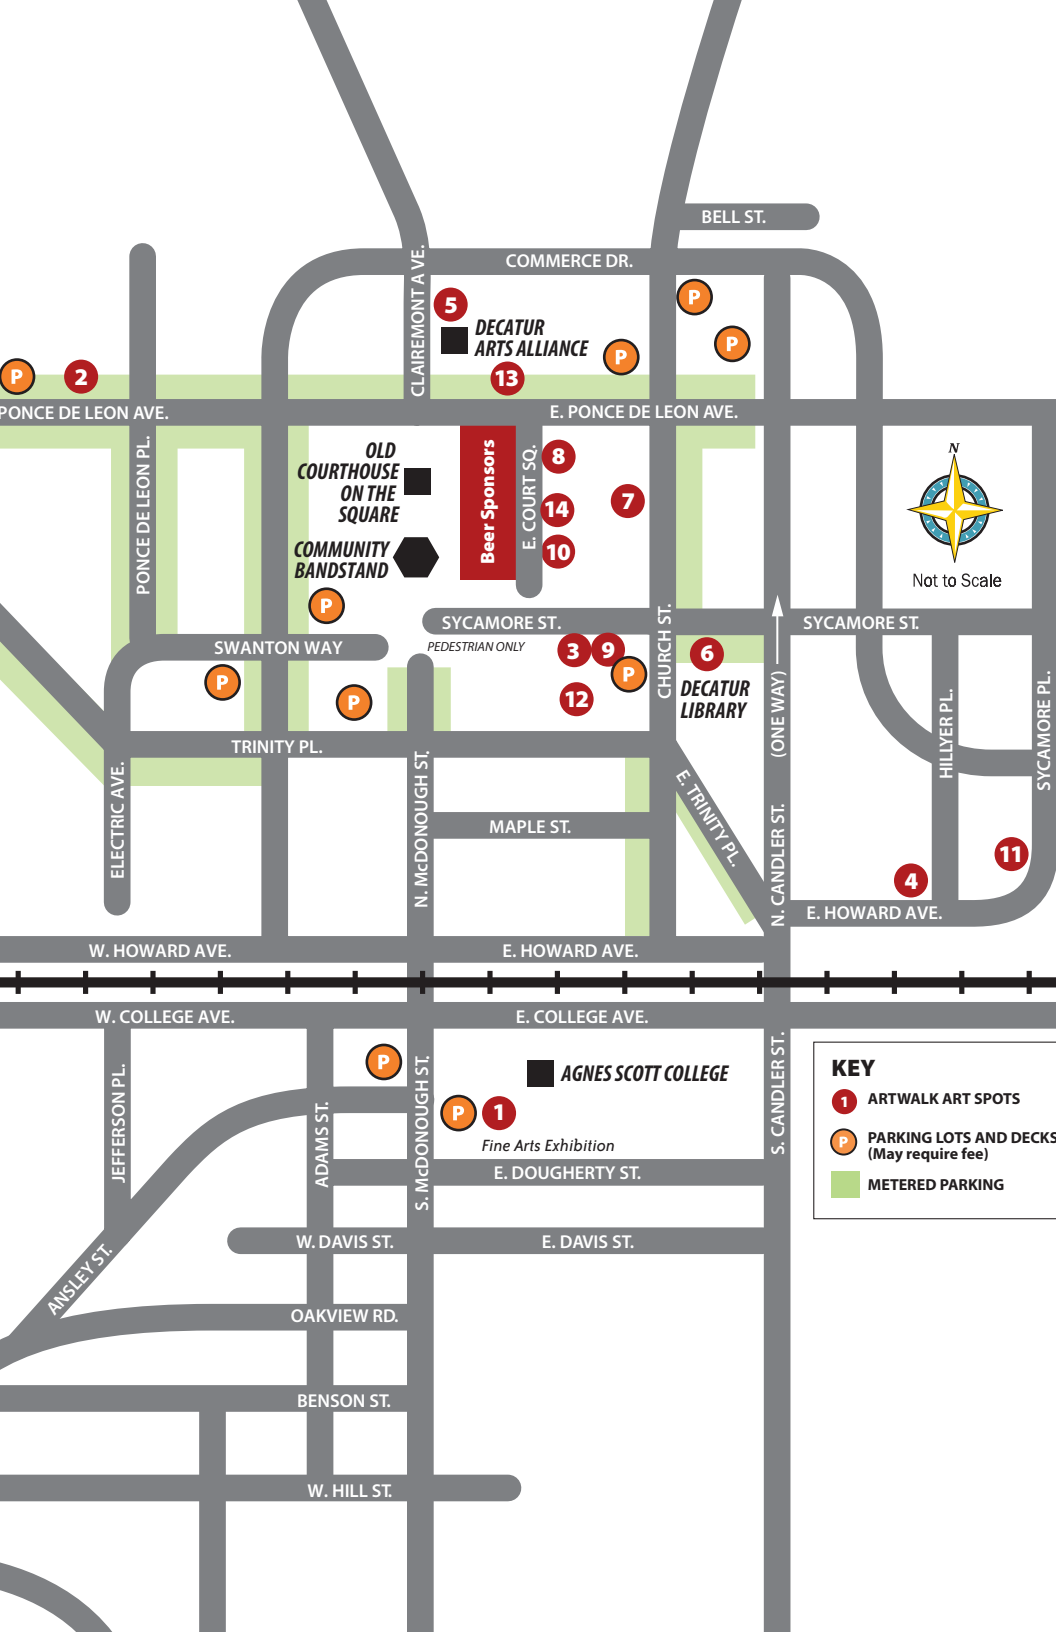 BELL ST.
COMMERCE DR.
CLAIREMONT A VE.
5
DECATUR
ARTS ALLIANCE
P
P
P
P
2
13
PONCE DE LEON AVE.
E. PONCE DE LEON AVE.
PONCE DE LEON PL.
OLD
COURTHOUSE
ON THE
SQUARE
COMMUNITY
BANDSTAND
Beer Sponsors
E. COURT SQ.
8
14
10
7
N
Not to Scale
P
SYCAMORE ST.
PEDESTRIAN ONLY
SYCAMORE ST.
CHURCH ST.
SWANTON WAY
3
9
6
P
P
P
12
DECATUR
LIBRARY
(ONE WAY)
HILLYER PL.
SYCAMORE PL.
TRINITY PL.
ELECTRIC AVE.
N. McDONOUGH ST.
MAPLE ST.
E. TRINITY PL.
N. CANDLER ST.
4
11
E. HOWARD AVE.
W. HOWARD AVE.
E. HOWARD AVE.
W. COLLEGE AVE.
E. COLLEGE AVE.
JEFFERSON PL.
ADAMS ST.
S. McDONOUGH ST.
S. CANDLER ST.
P
AGNES SCOTT COLLEGE
P
1
Fine Arts Exhibition
KEY
1
ARTWALK ART SPOTS
P
PARKING LOTS AND DECKS
(May require fee)
METERED PARKING
E. DOUGHERTY ST.
W. DAVIS ST.
E. DAVIS ST.
ANSLEY ST.
OAKVIEW RD.
BENSON ST.
W. HILL ST.